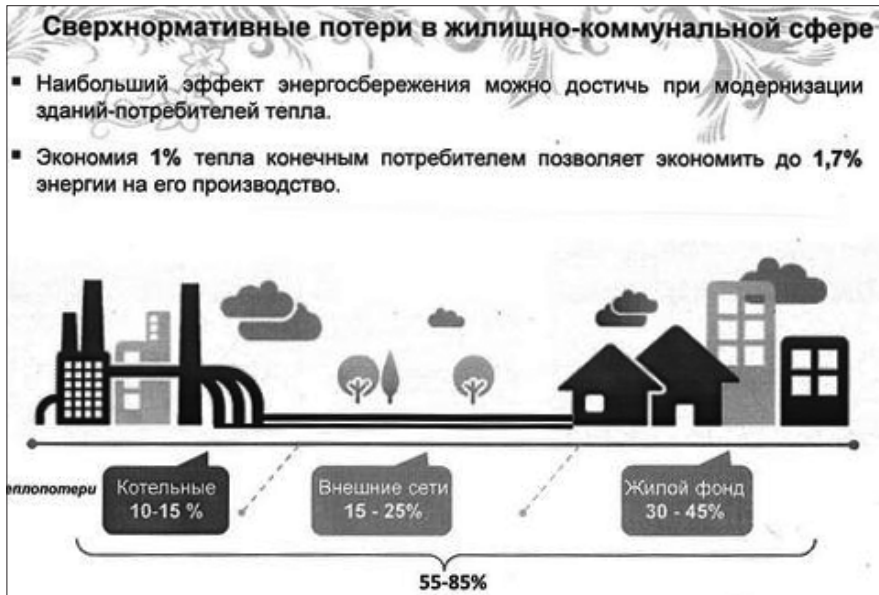 Сверхнормативные потери в жилищно-коммунальной сфере
▪ Наибольший эффект энергосбережения можно достичь при модернизации
зданий-потребителей тепла.
▪ Экономия 1% тепла конечным потребителем позволяет экономить до 1,7%
энергии на его производство.
еплопотери
Котельные
10-15 %
Внешние сети
15 - 25%
Жилой фонд
30 - 45%
55-85%